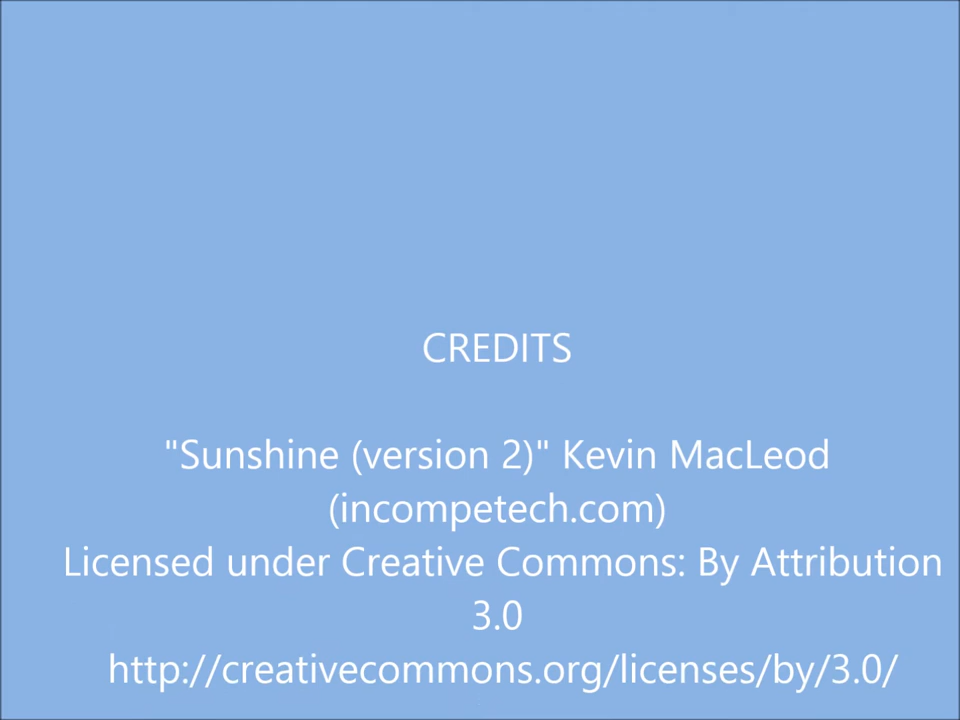 CREDITS
"Sunshine (version 2)" Kevin MacLeod
(incompetech.com)
Licensed under Creative Commons: By Attribution
3.0
http://creativecommons.org/licenses/by/3.0/